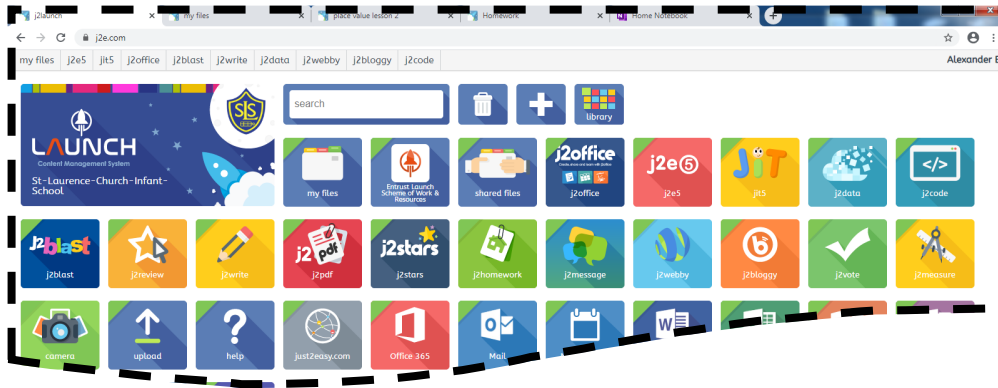 j2launch
my files
place value lesson 2
Homework
Home Notebook
j2e.com
my files j2e5 jit5 j2office j2blast j2write j2data j2webby j2bloggy j2code
Alexander
search
library
SLS
LAUNCH
Content Management System
St-Laurence-Church-Infant-
School
my files
Entrust Launch
Scheme of Work &
Resources
shared files
j2office
j2office
j2e5
j2e5
JIT
jit5
j2data
</>
j2code
j2blast
j2blast
j2review
j2write
j2 pdf
j2pdf
j2stars
j2stars
j2homework
j2message
j2webby
b
j2bloggy
j2vote
j2measure
camera
upload
?
help
just2easy.com
Office 365
Mail
W